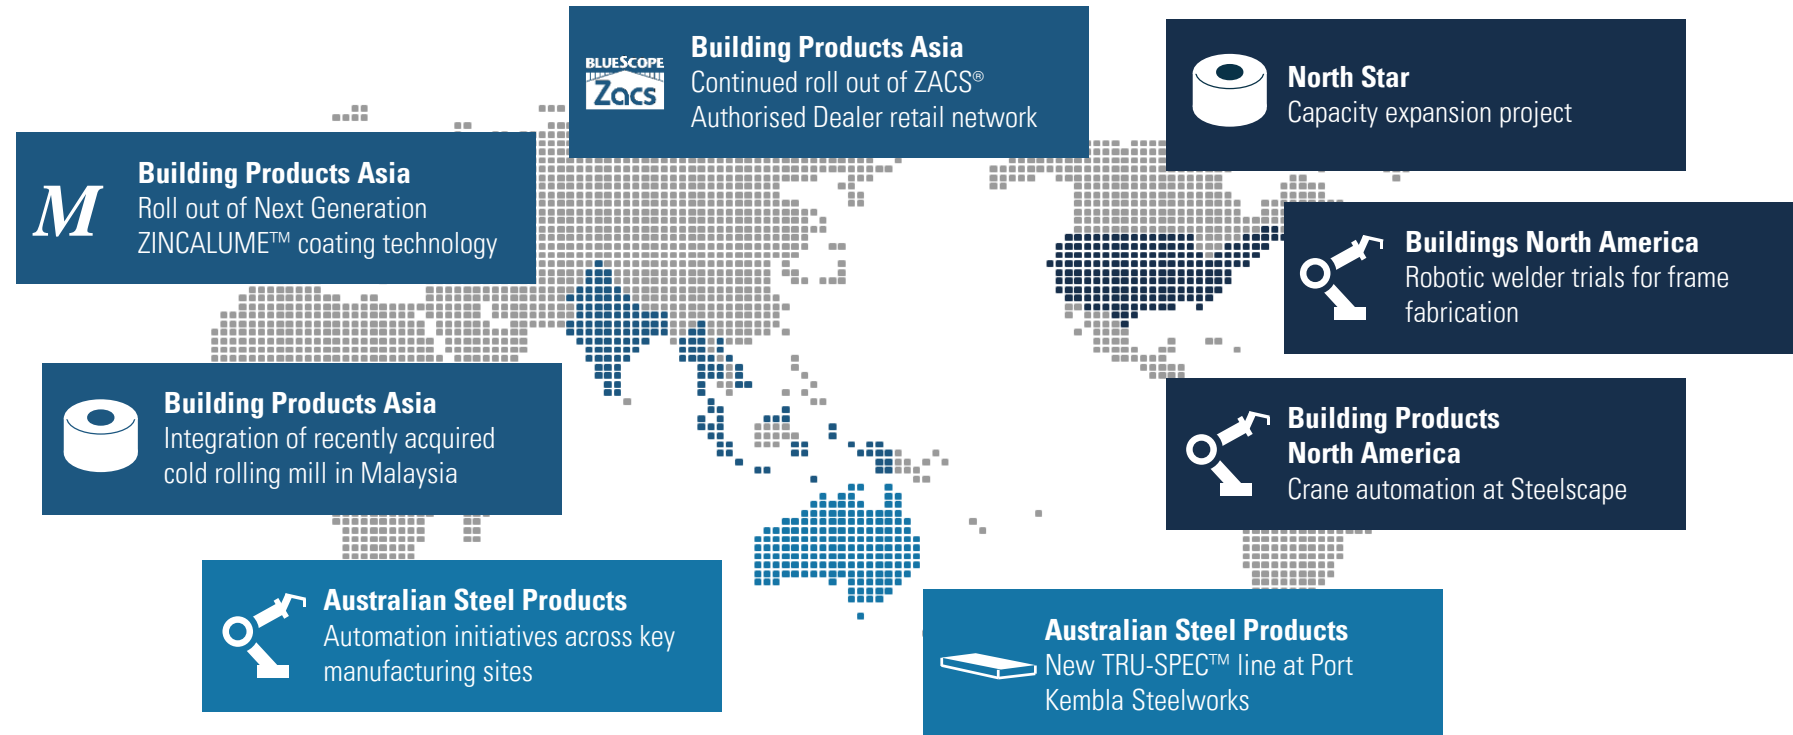 BLUESCOPE
Zacs
Building Products Asia
Continued roll out of ZACS®
Authorised Dealer retail network
North Star
Capacity expansion project
M
Building Products Asia
Roll out of Next Generation
ZINCALUME™ coating technology
Buildings North America
Robotic welder trials for frame
fabrication
Building Products Asia
Integration of recently acquired
cold rolling mill in Malaysia
Building Products
North America
Crane automation at Steelscape
Australian Steel Products
Automation initiatives across key
manufacturing sites
Australian Steel Products
New TRU-SPEC™ line at Port
Kembla Steelworks